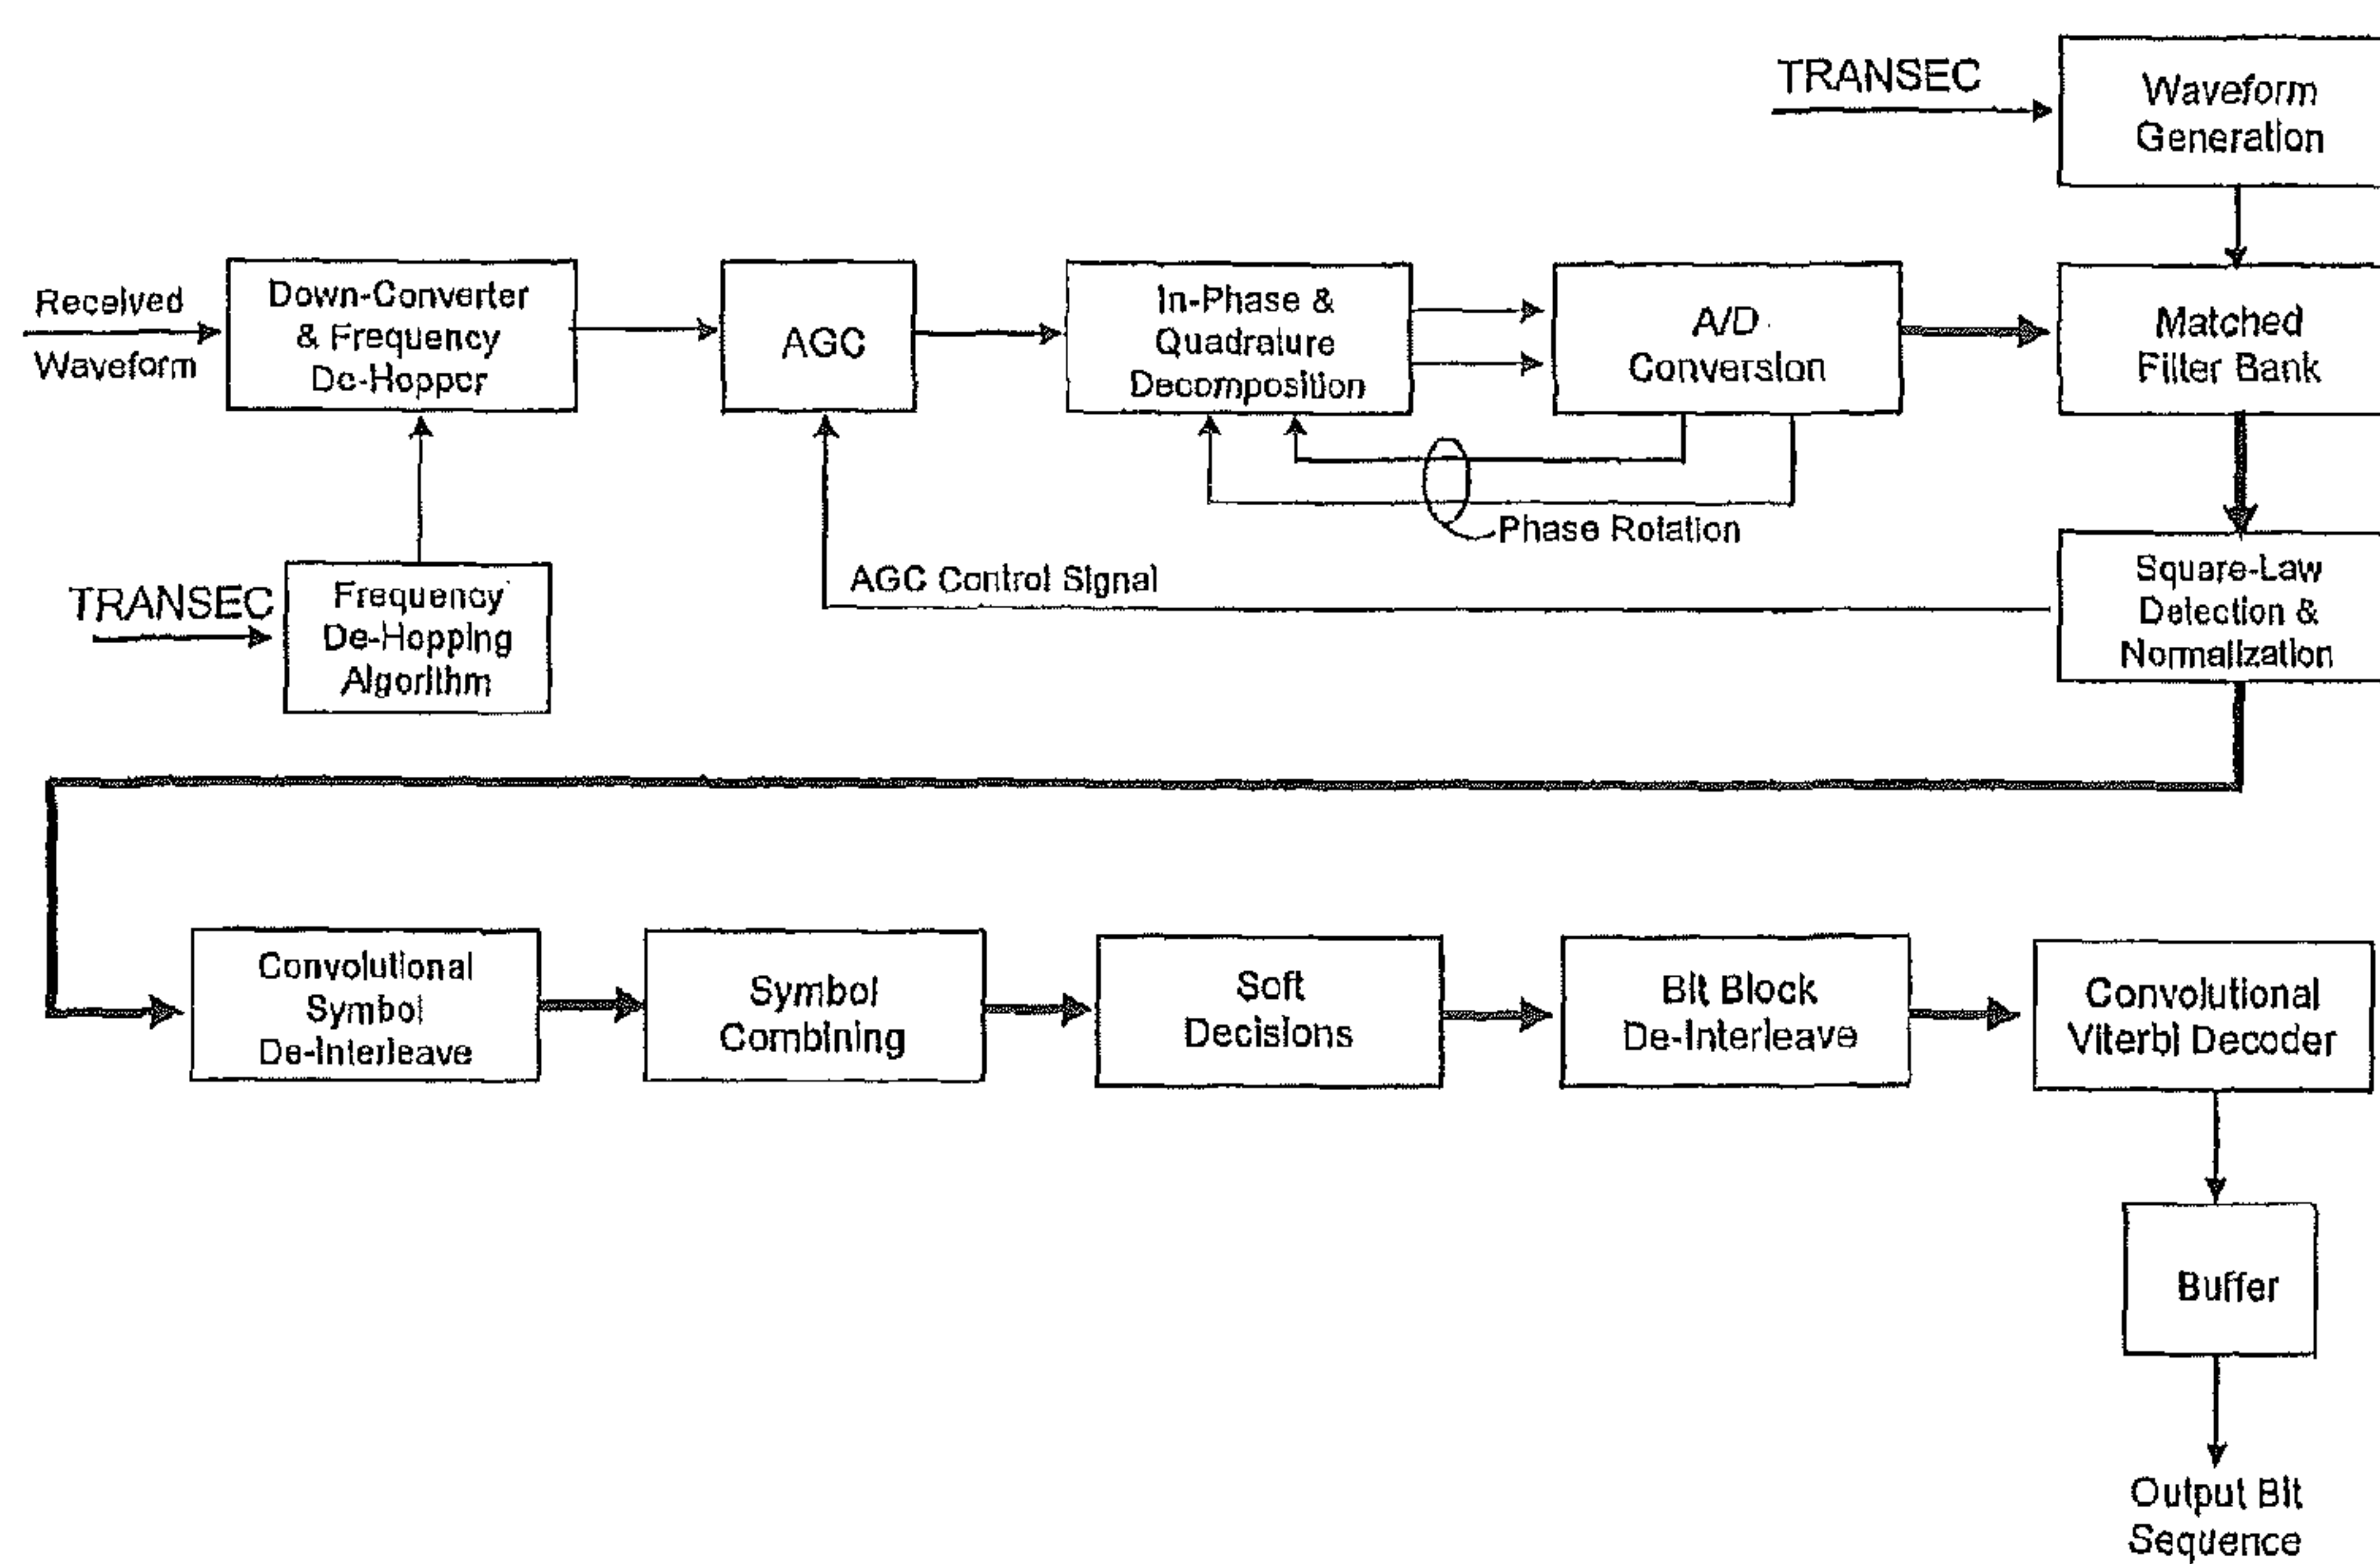 TRANSEC
Waveform
Generation
Received
Waveform
Down-Converter
& Frequency
De-Hopper
AGC
In-Phase &
Quadrature
Decomposition
A/D
Conversion
Matched
Filter Bank
Phase Rotation
AGC Control Signal
TRANSEC
Frequency
De-Hopping
Algorithm
Square-Law
Detection &
Normalization
Convolutional
Symbol
De-Interleave
Symbol
Combining
Soft
Decisions
Bit Block
De-Interleave
Convolutional
Viterbi Decoder
Buffer
Output Bit
Sequence